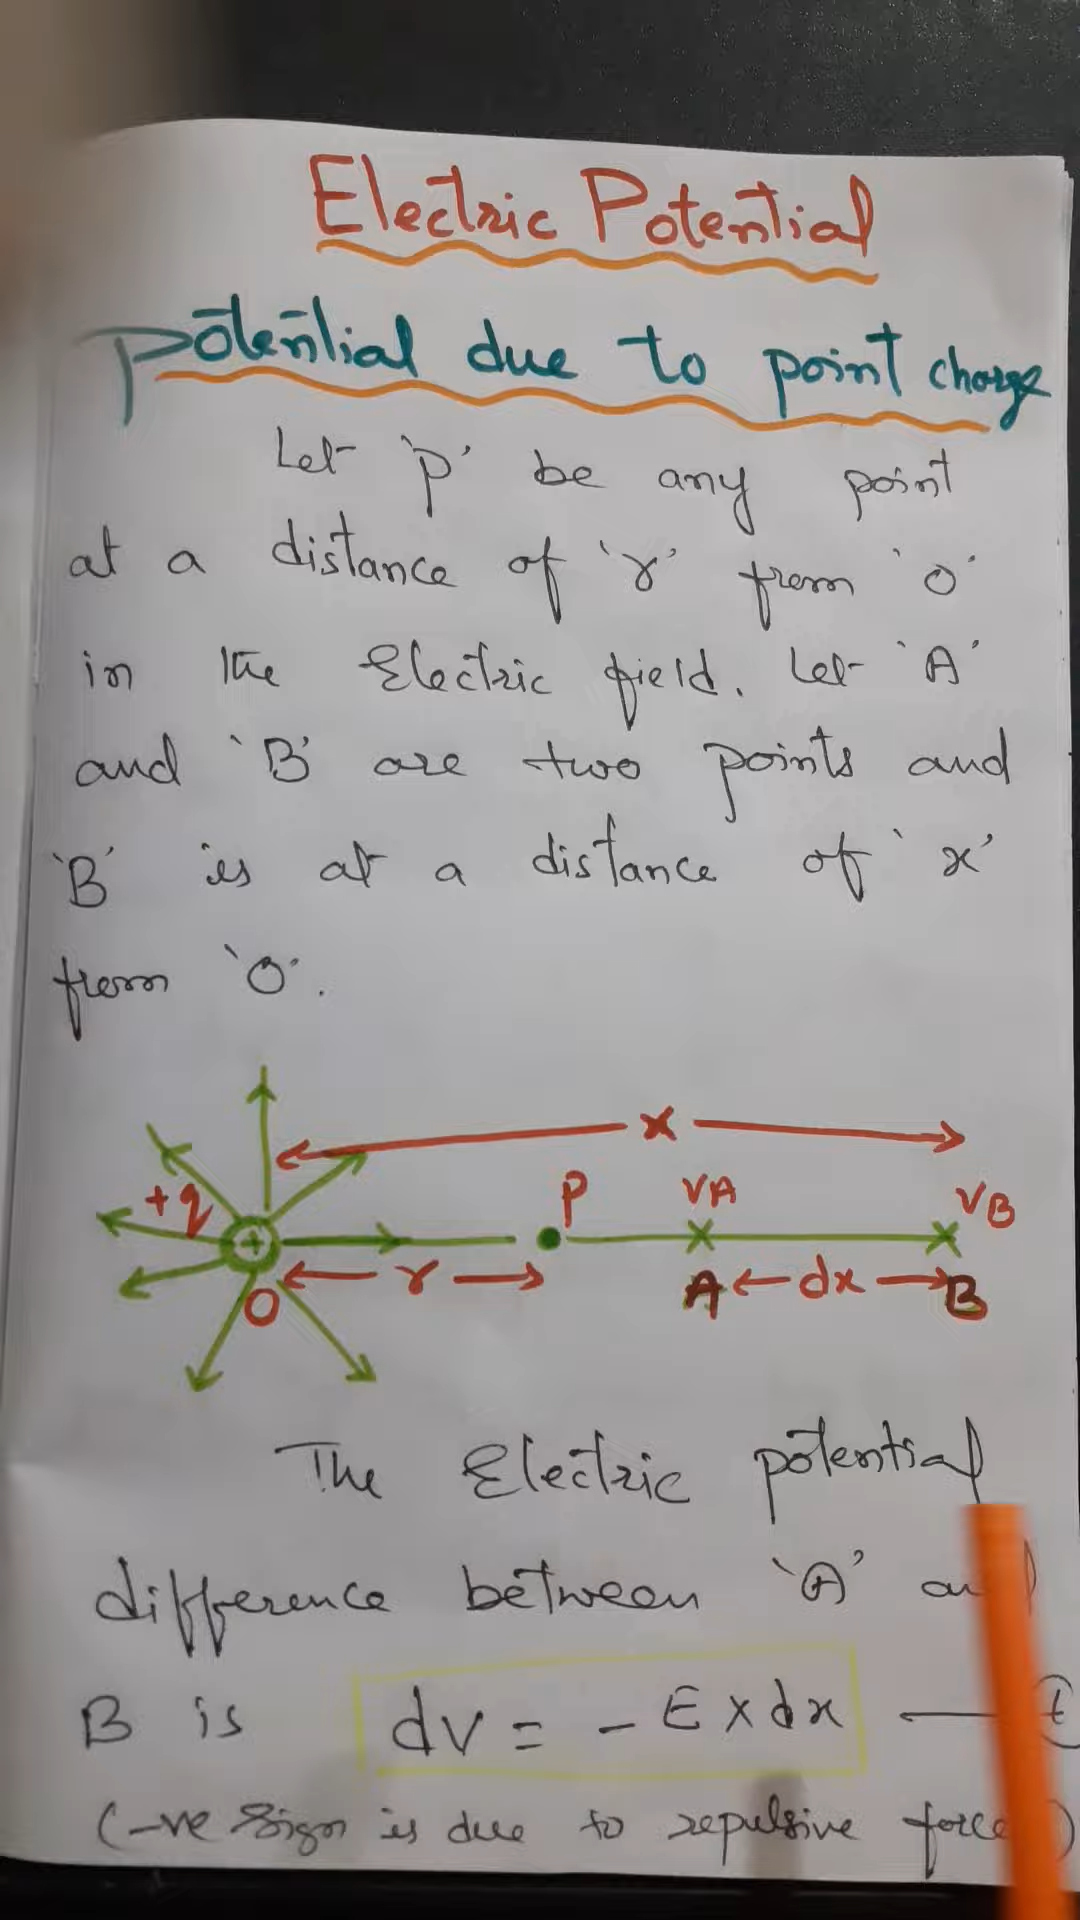 Electric Potential
Potential due to point charge
Let 'P' be any point
at a distance of 'r' from 'O'
in the Electric field. Let 'A'
and 'B' are two points and
'B' is at a distance of 'x'
from 'O'.
x
+q
P
VA
VB
O
r
A
dx
B
The Electric potential
difference between 'A'
B is dV = - E x dx
(-ve sign is due to repulsive force)